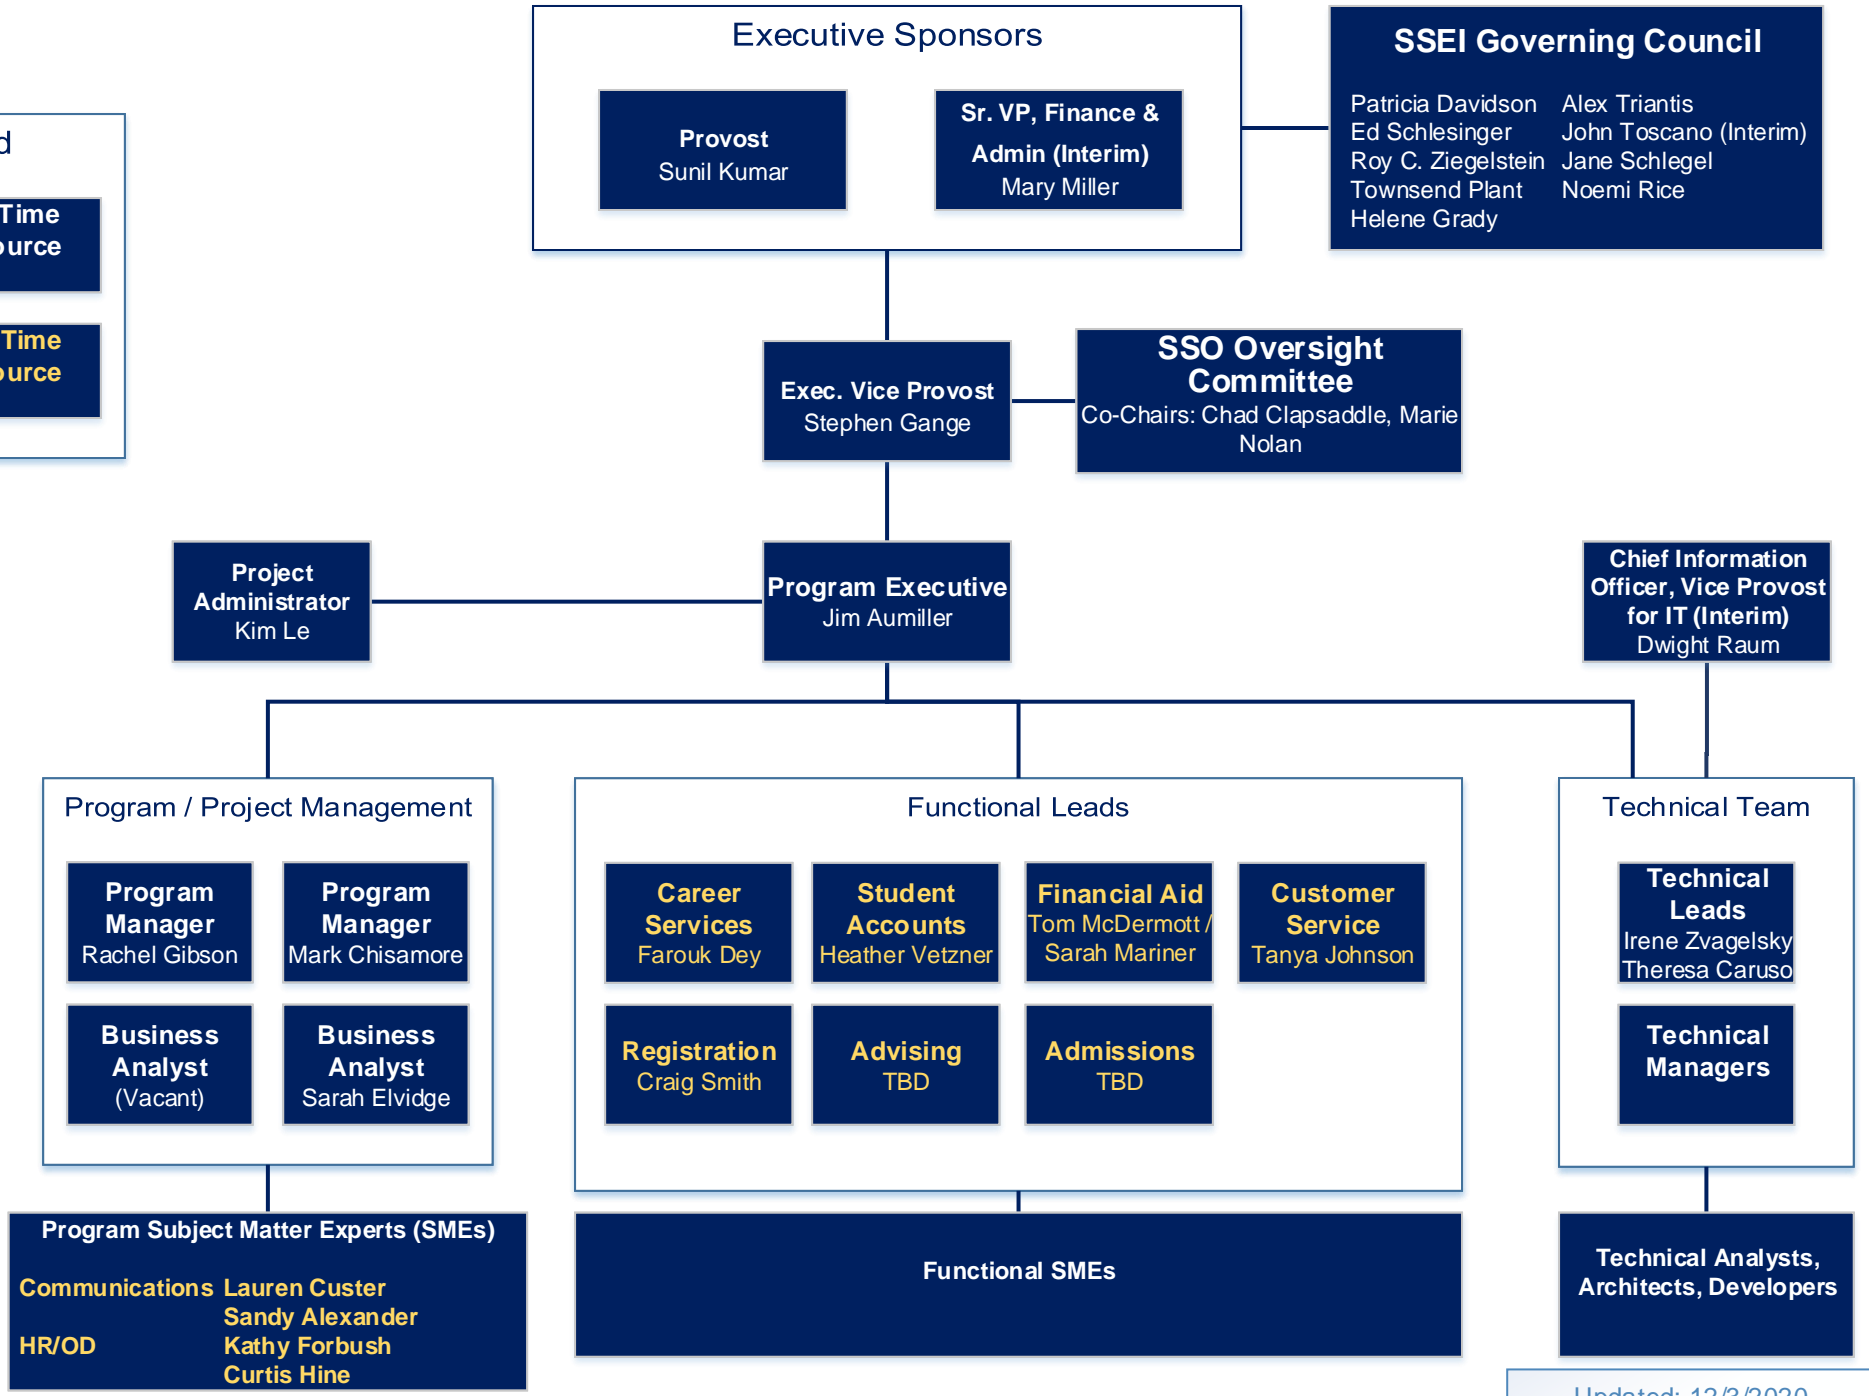 Executive Sponsors
Provost
Sunil Kumar
Sr. VP, Finance &
Admin (Interim)
Mary Miller
SSEI Governing Council
Patricia Davidson Alex Triantis
Ed Schlesinger John Toscano (Interim)
Roy C. Ziegelstein Jane Schlegel
Townsend Plant Noemi Rice
Helene Grady
Time
Time
Exec. Vice Provost
Stephen Gange
SSO Oversight
Committee
Co-Chairs: Chad Clapsaddle, Marie
Nolan
Project
Administrator
Kim Le
Program Executive
Jim Aumiller
Chief Information
Officer, Vice Provost
for IT (Interim)
Dwight Raum
Program / Project Management
Program
Manager
Rachel Gibson
Program
Manager
Mark Chisamore
Business
Analyst
(Vacant)
Business
Analyst
Sarah Elvidge
Functional Leads
Career
Services
Farouk Dey
Student
Accounts
Heather Vetzner
Financial Aid
Tom McDermott /
Sarah Mariner
Customer
Service
Tanya Johnson
Registration
Craig Smith
Advising
TBD
Admissions
TBD
Technical Team
Technical
Leads
Irene Zvagelsky
Theresa Caruso
Technical
Managers
Program Subject Matter Experts (SMEs)
Communications Lauren Custer
Sandy Alexander
HR/OD Kathy Forbush
Curtis Hine
Functional SMEs
Technical Analysts,
Architects, Developers
Updated: 12/3/2020